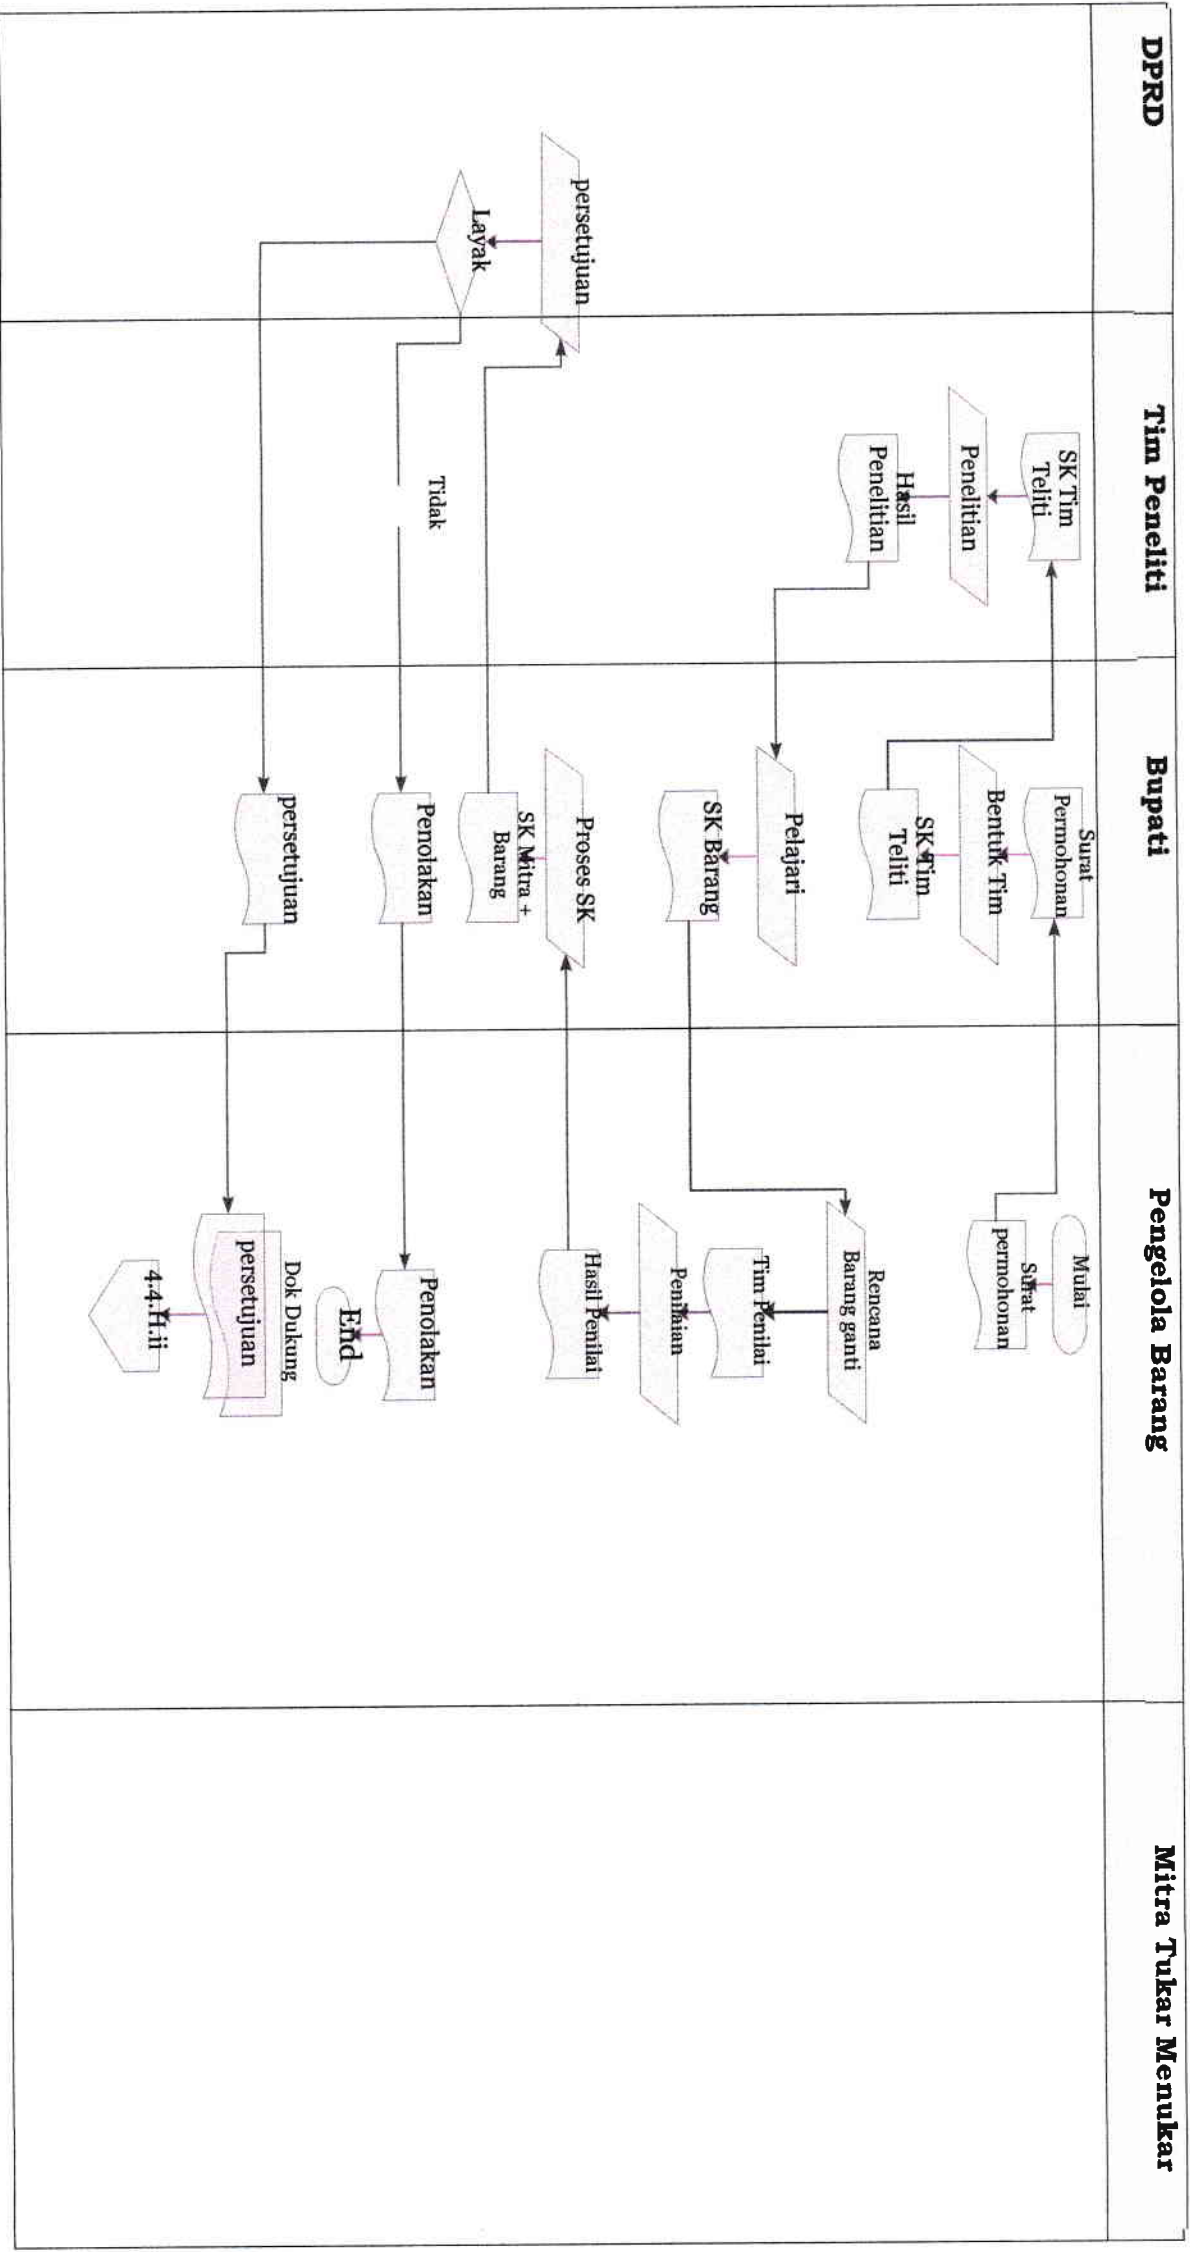 DPRD
Tim Peneliti
Bupati
Pengelola Barang
Mitra Tukar Menukar
Mulai
Surat
permohonan
Surat
Permohonan
Bentuk Tim
SK Tim
Teliti
SK Tim
Teliti
Penelitian
Hasil
Penelitian
Pelajari
SK Barang
Rencana
Barang ganti
Tim Penilai
Penilaian
Hasil Penilai
Proses SK
SK Mitra +
Barang
persetujuan
Layak
Tidak
Penolakan
Penolakan
End
persetujuan
Dok Dukung
persetujuan
4.4.H.ii